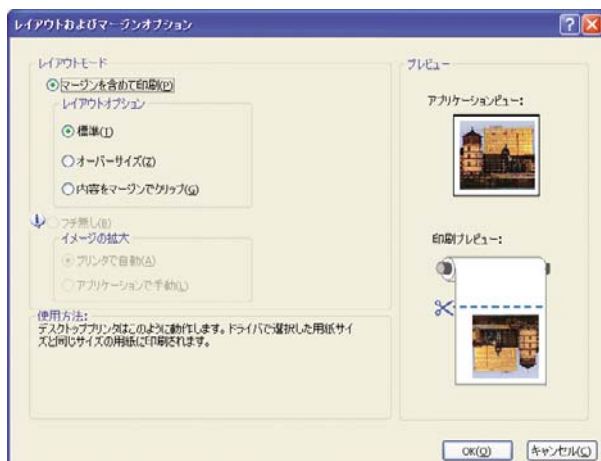 レイアウトおよびマージンオプション
レイアウトモード
マージンを含めて印刷(P)
レイアウトオプション
標準(T)
オーバーサイズ(Z)
内容をマージンでクリップ(G)
フチ無し(B)
イメージの拡大
プリンタで自動(A)
アプリケーションで手動(L)
使用方法:
デスクトッププリンタはこのように動作します。ドライバで選択した用紙サイ
ズと同じサイズの用紙に印刷されます。
プレビュー
アプリケーションビュー:
印刷プレビュー:
OK(O)
キャンセル(C)